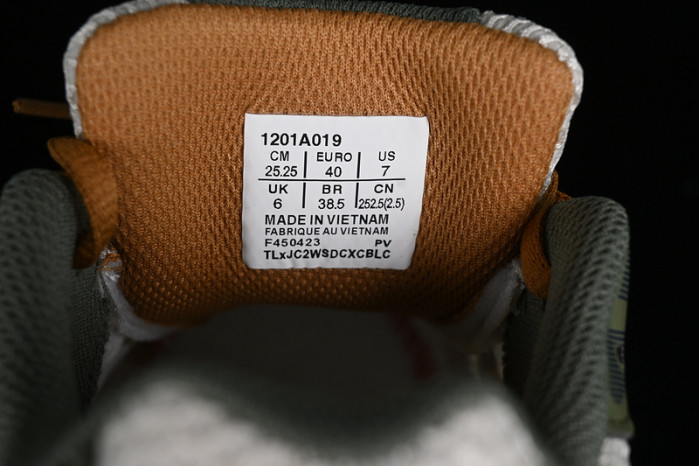 1201A019
CM EURO US
25.25 40 7
UK BR CN
6 38.5 252.5(2.5)
MADE IN VIETNAM
FABRIQUE AU VIETNAM
F450423 PV
TLxJC2WSDCXCBLC